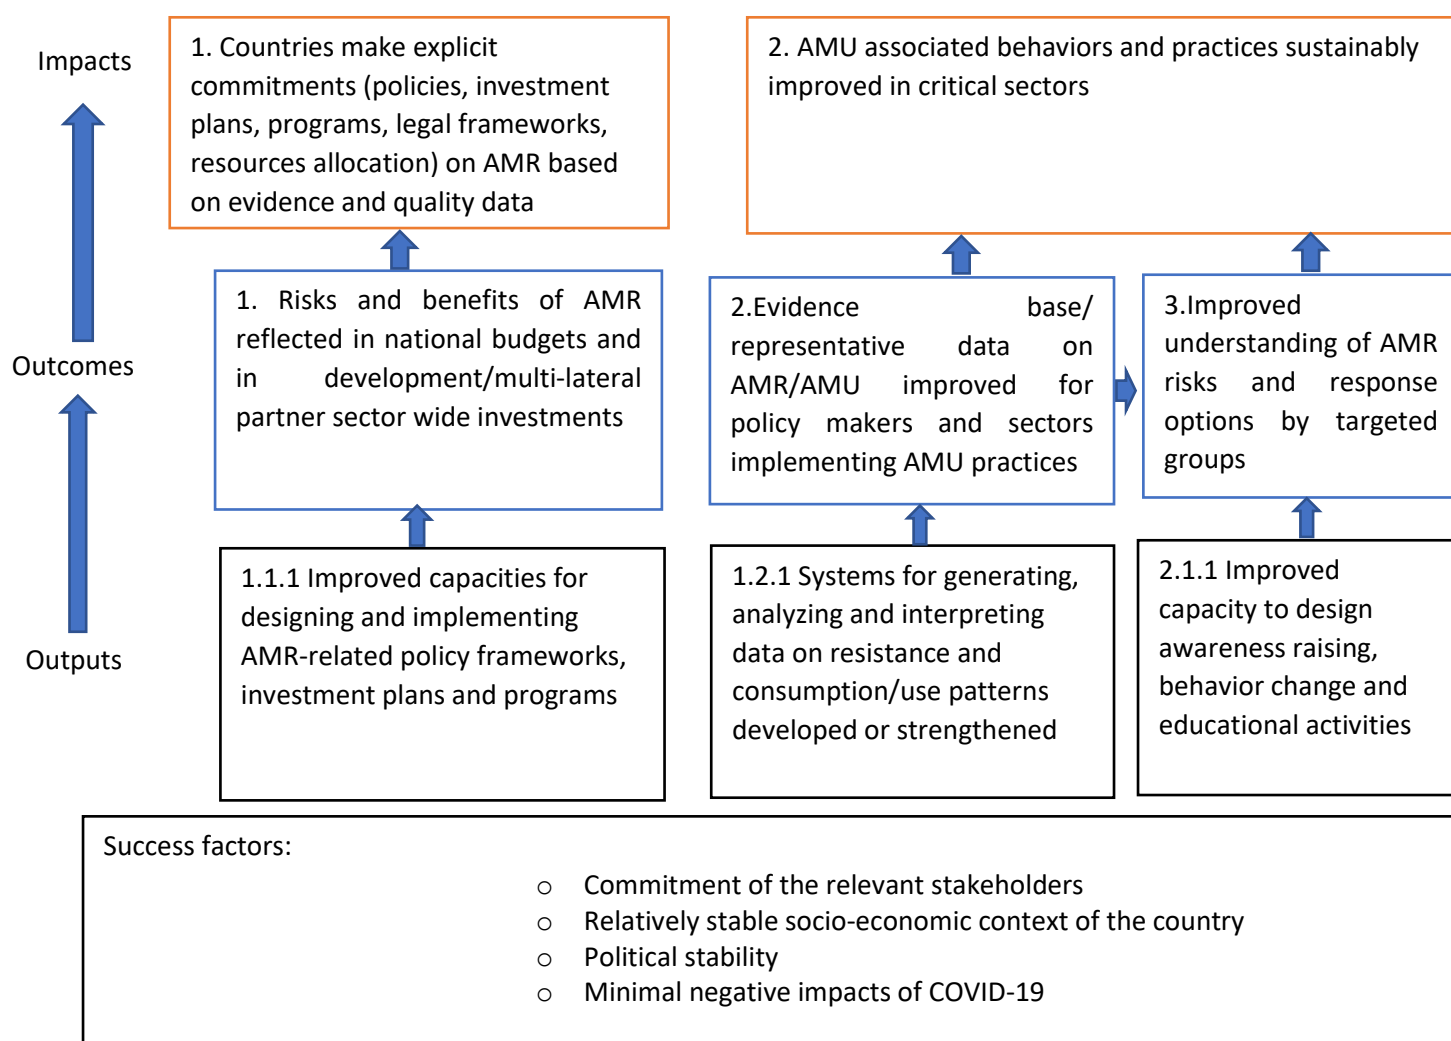 Impacts
1. Countries make explicit
commitments (policies, investment
plans, programs, legal frameworks,
resources allocation) on AMR based
on evidence and quality data
2. AMU associated behaviors and practices sustainably
improved in critical sectors
Outcomes
1. Risks and benefits of AMR
reflected in national budgets and
in development/multi-lateral
partner sector wide investments
2.Evidence base/
representative data on
AMR/AMU improved for
policy makers and sectors
implementing AMU practices
3.Improved
understanding of AMR
risks and response
options by targeted
groups
Outputs
1.1.1 Improved capacities for
designing and implementing
AMR-related policy frameworks,
investment plans and programs
1.2.1 Systems for generating,
analyzing and interpreting
data on resistance and
consumption/use patterns
developed or strengthened
2.1.1 Improved
capacity to design
awareness raising,
behavior change and
educational activities
Success factors:
o Commitment of the relevant stakeholders
o Relatively stable socio-economic context of the country
o Political stability
o Minimal negative impacts of COVID-19